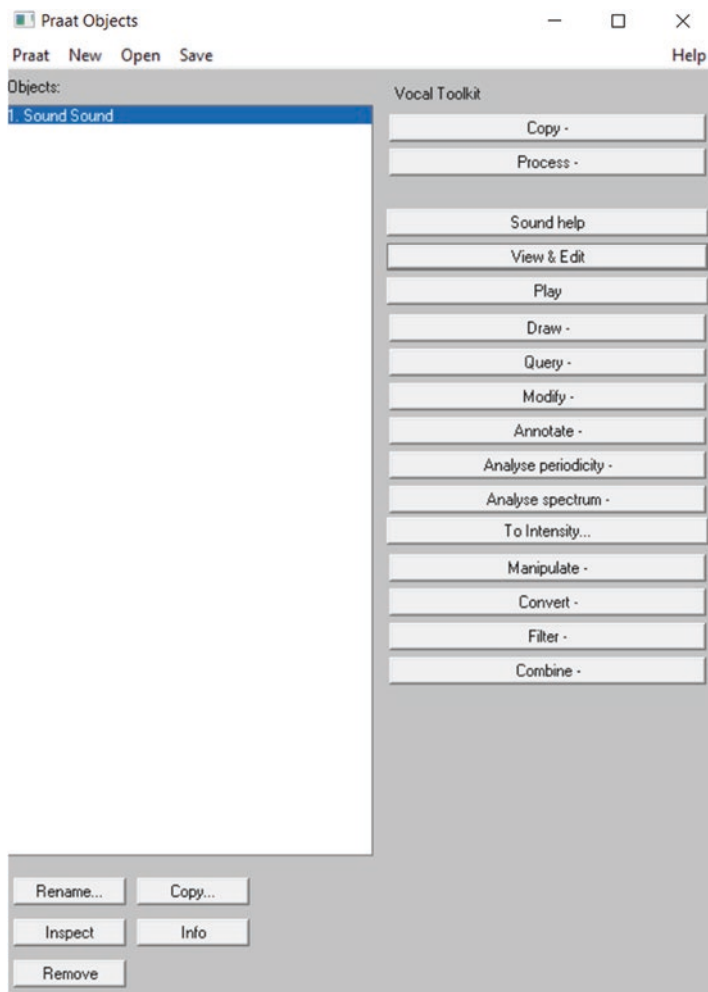 Praat Objects
Praat New Open Save Help
Objects:
1. Sound Sound
Vocal Toolkit
Copy -
Process -
Sound help
View & Edit
Play
Draw -
Query -
Modify -
Annotate -
Analyse periodicity -
Analyse spectrum -
To Intensity...
Manipulate -
Convert -
Filter -
Combine -
Rename... Copy...
Inspect Info
Remove